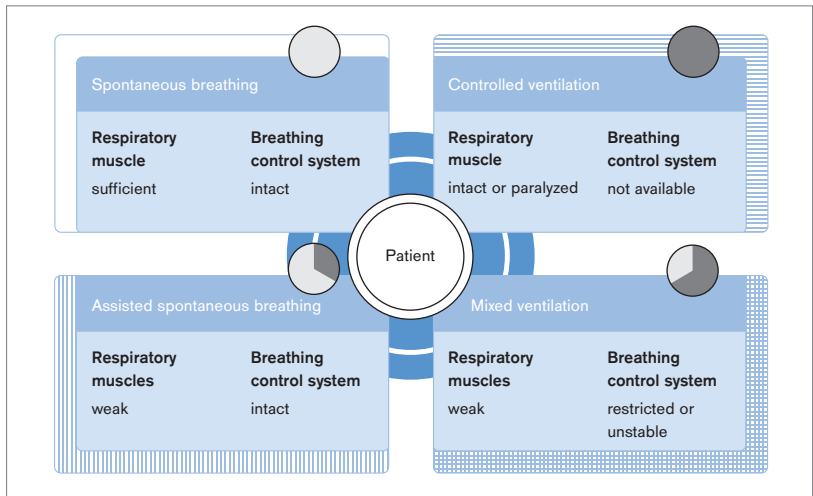 Spontaneous breathing
Respiratory
muscle
sufficient
Breathing
control system
intact
Controlled ventilation
Respiratory
muscle
intact or paralyzed
Breathing
control system
not available
Patient
Assisted spontaneous breathing
Respiratory
muscles
weak
Breathing
control system
intact
Mixed ventilation
Respiratory
muscles
weak
Breathing
control system
restricted or
unstable